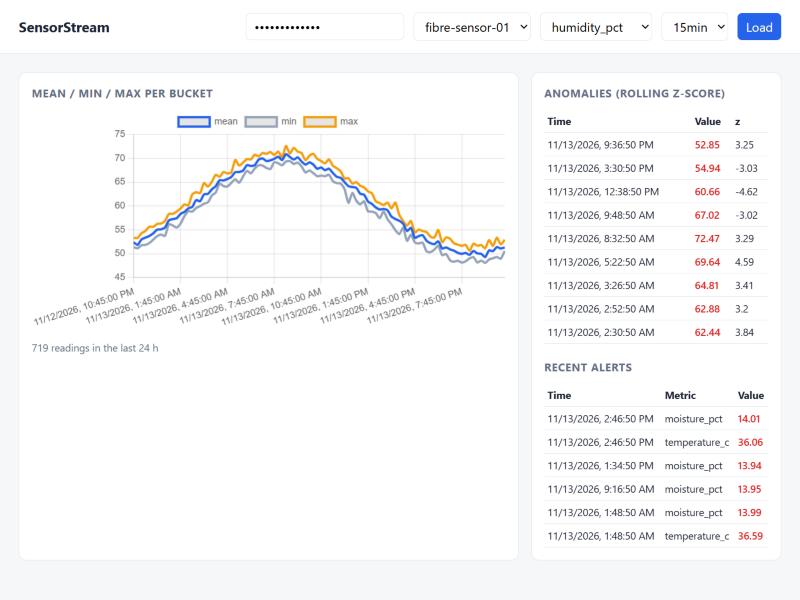 SensorStream ••••••••••••• fibre-sensor-01 humidity_pct 15min Load
MEAN / MIN / MAX PER BUCKET
mean min max
75
70
65
60
55
50
45
11/12/2026, 10:45:00 PM
11/13/2026, 1:45:00 AM
11/13/2026, 4:45:00 AM
11/13/2026, 7:45:00 AM
11/13/2026, 10:45:00 AM
11/13/2026, 1:45:00 PM
11/13/2026, 4:45:00 PM
11/13/2026, 7:45:00 PM
719 readings in the last 24 h
ANOMALIES (ROLLING Z-SCORE)
Time Value z
11/13/2026, 9:36:50 PM 52.85 3.25
11/13/2026, 3:30:50 PM 54.94 -3.03
11/13/2026, 12:38:50 PM 60.66 -4.62
11/13/2026, 9:48:50 AM 67.02 -3.02
11/13/2026, 8:32:50 AM 72.47 3.29
11/13/2026, 5:22:50 AM 69.64 4.59
11/13/2026, 3:26:50 AM 64.81 3.41
11/13/2026, 2:52:50 AM 62.88 3.2
11/13/2026, 2:30:50 AM 62.44 3.84
RECENT ALERTS
Time Metric Value
11/13/2026, 2:46:50 PM moisture_pct 14.01
11/13/2026, 2:46:50 PM temperature_c 36.06
11/13/2026, 1:34:50 PM moisture_pct 13.94
11/13/2026, 9:16:50 AM moisture_pct 13.95
11/13/2026, 1:48:50 AM moisture_pct 13.99
11/13/2026, 1:48:50 AM temperature_c 36.59